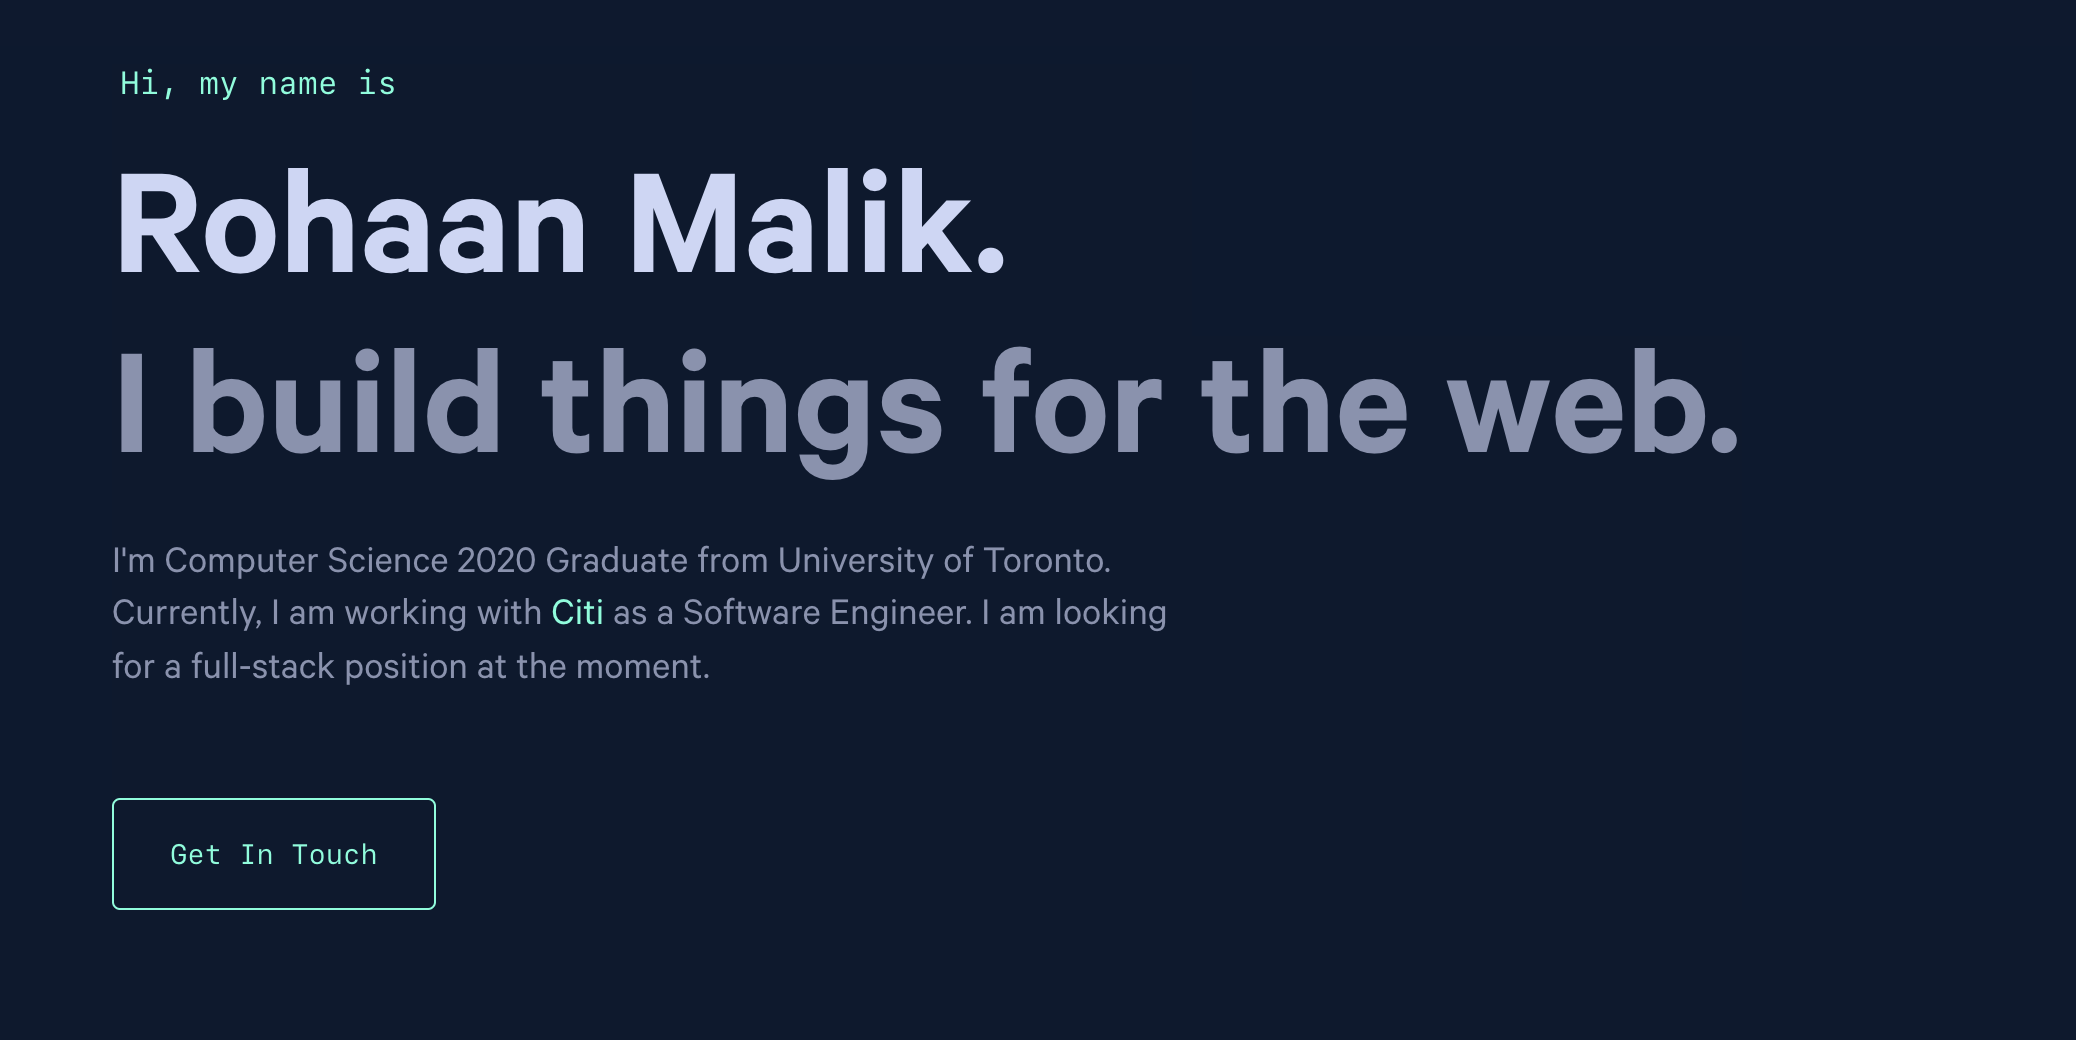 Hi, my name is
Rohaan Malik.
I build things for the web.
I'm Computer Science 2020 Graduate from University of Toronto.
Currently, I am working with Citi as a Software Engineer. I am looking
for a full-stack position at the moment.
Get In Touch